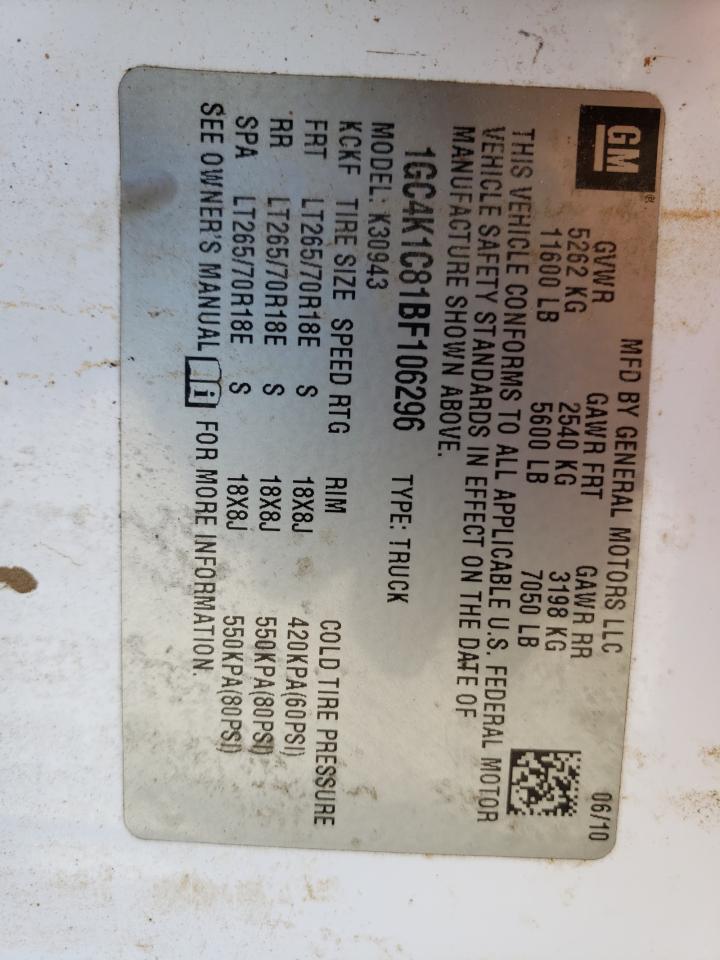 GM®
MFD BY GENERAL MOTORS LLC 06/10
GVWR GAWR FRT GAWR RR
5262 KG 2540 KG 3198 KG
11600 LB 5600 LB 7050 LB
THIS VEHICLE CONFORMS TO ALL APPLICABLE U.S. FEDERAL MOTOR
VEHICLE SAFETY STANDARDS IN EFFECT ON THE DATE OF
MANUFACTURE SHOWN ABOVE.
1GC4K1C81BF106296 TYPE: TRUCK
MODEL: K30943
KCKF TIRE SIZE SPEED RTG RIM COLD TIRE PRESSURE
FRT LT265/70R18E S 18X8J 420KPA(60PSI)
RR LT265/70R18E S 18X8J 550KPA(80PSI)
SPA LT265/70R18E S 18X8J 550KPA(80PSI)
SEE OWNER'S MANUAL i FOR MORE INFORMATION.